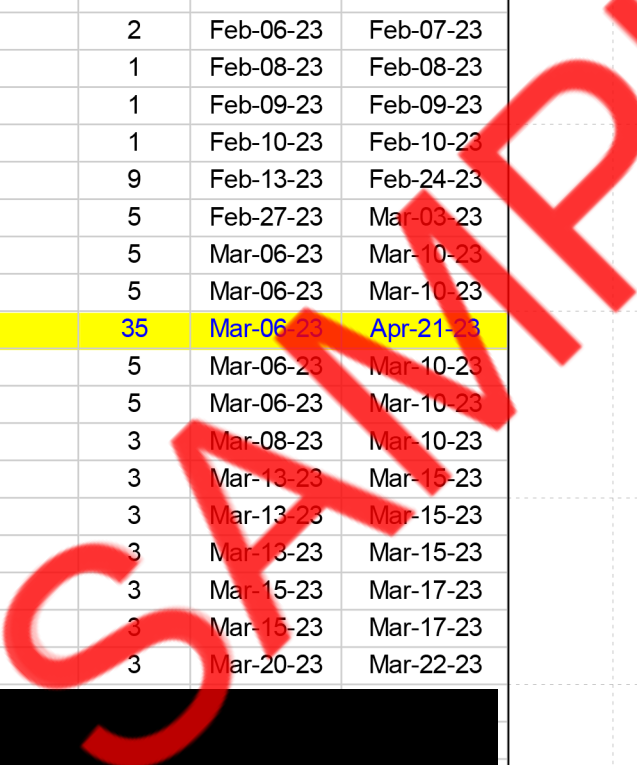 2 Feb-06-23 Feb-07-23
1 Feb-08-23 Feb-08-23
1 Feb-09-23 Feb-09-23
1 Feb-10-23 Feb-10-23
9 Feb-13-23 Feb-24-23
5 Feb-27-23 Mar-03-23
5 Mar-06-23 Mar-10-23
5 Mar-06-23 Mar-10-23
35 Mar-06-23 Apr-21-23
5 Mar-06-23 Mar-10-23
5 Mar-06-23 Mar-10-23
3 Mar-08-23 Mar-10-23
3 Mar-13-23 Mar-15-23
3 Mar-13-23 Mar-15-23
3 Mar-13-23 Mar-15-23
3 Mar-15-23 Mar-17-23
3 Mar-15-23 Mar-17-23
3 Mar-20-23 Mar-22-23
SAMP